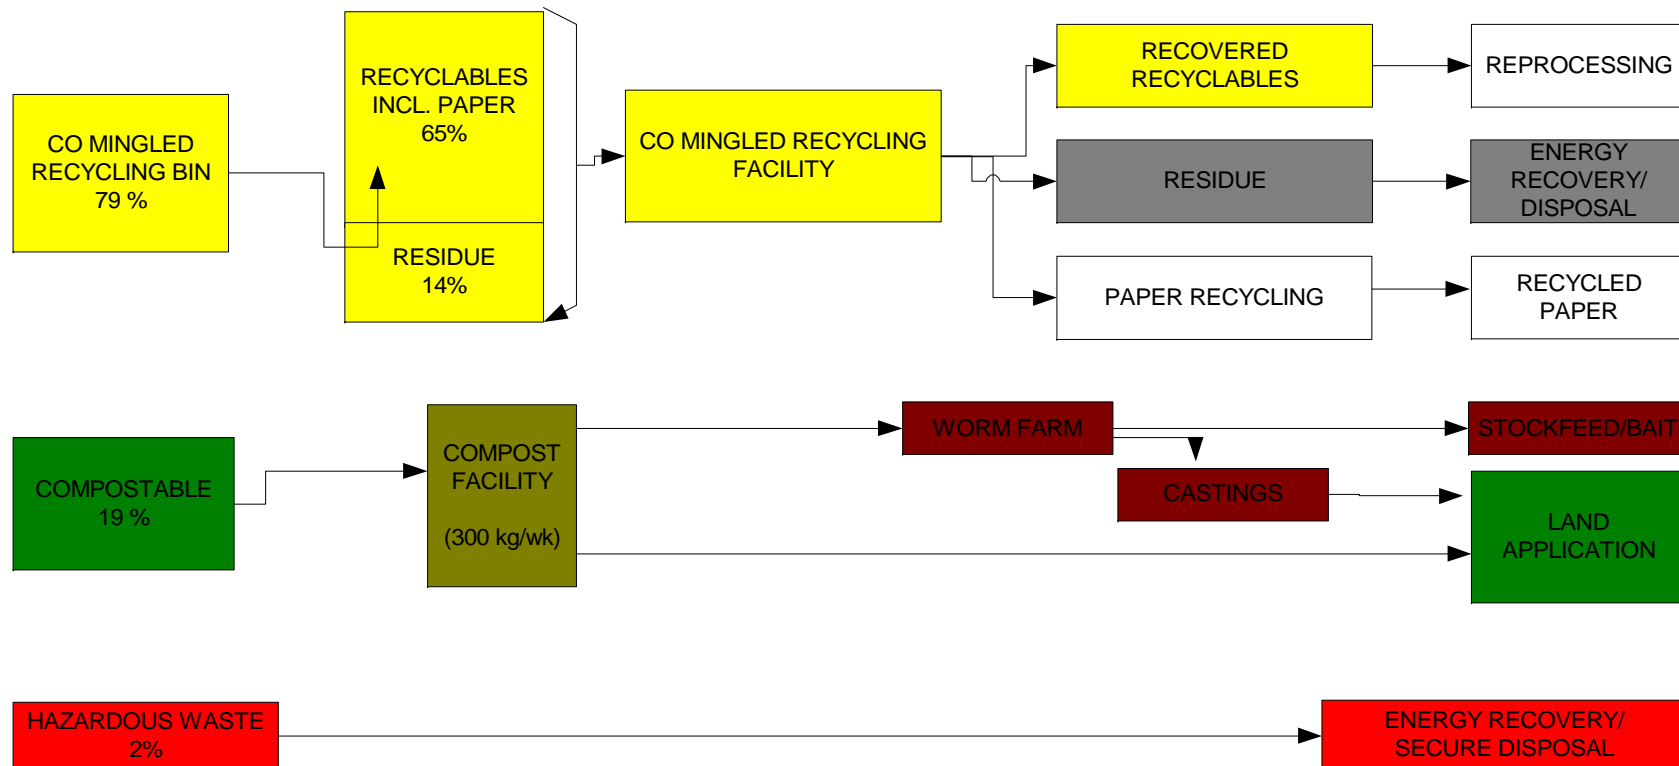 CO MINGLED
RECYCLING BIN
79 %
RECYCLABLES
INCL. PAPER
65%
RESIDUE
14%
CO MINGLED RECYCLING
FACILITY
RECOVERED
RECYCLABLES
REPROCESSING
RESIDUE
ENERGY
RECOVERY/
DISPOSAL
PAPER RECYCLING
RECYCLED
PAPER
COMPOSTABLE
19 %
COMPOST
FACILITY
(300 kg/wk)
WORM FARM
STOCKFEED/BAIT
CASTINGS
LAND
APPLICATION
HAZARDOUS WASTE
2%
ENERGY RECOVERY/
SECURE DISPOSAL